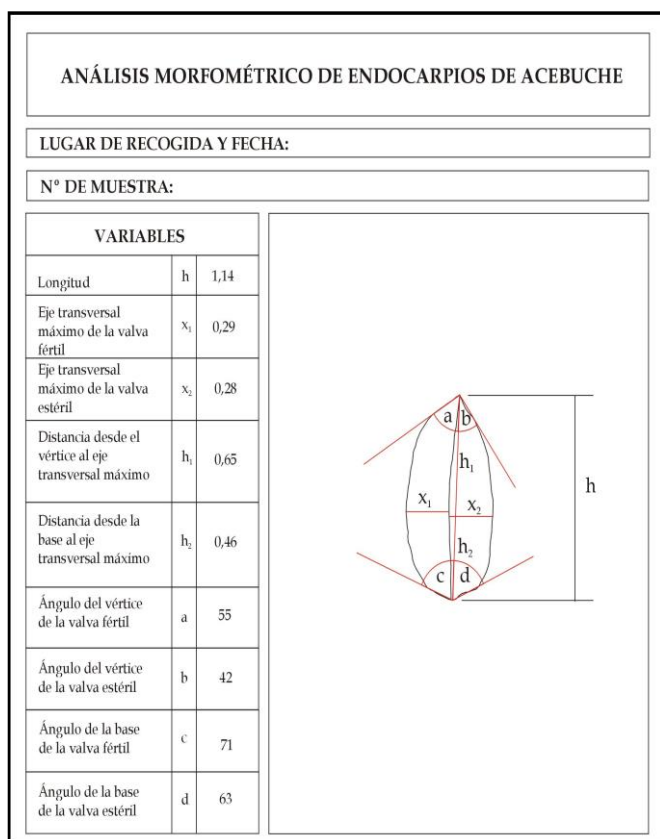 ANÁLISIS MORFOMÉTRICO DE ENDOCARPIOS DE ACEBUCHE
LUGAR DE RECOGIDA Y FECHA:
Nº DE MUESTRA:
VARIABLES
Longitud h 1,14
Eje transversal
máximo de la valva x₁ 0,29
fértil
Eje transversal
máximo de la valva x₂ 0,28
estéril
Distancia desde el
vértice al eje h₁ 0,65
transversal máximo
Distancia desde la
base al eje h₂ 0,46
transversal máximo
Ángulo del vértice
de la valva fértil a 55
Ángulo del vértice
de la valva estéril b 42
Ángulo de la base
de la valva fértil c 71
Ángulo de la base
de la valva estéril d 63
a b
h₁
h
x₁ x₂
h₂
c d